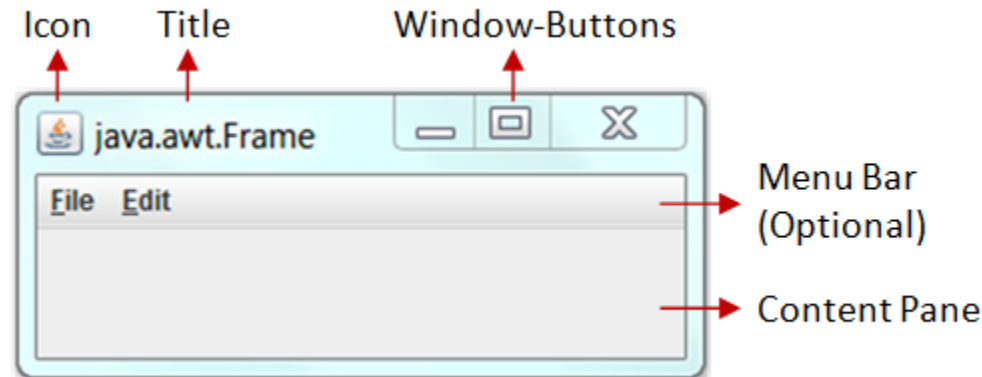 Icon Title Window-Buttons
java.awt.Frame
File Edit
Menu Bar
(Optional)
Content Pane